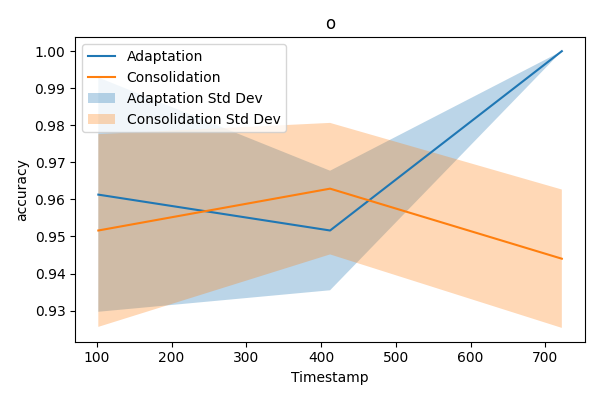 o
Adaptation
Consolidation
Adaptation Std Dev
Consolidation Std Dev
1.00
0.99
0.98
0.97
0.96
0.95
0.94
0.93
accuracy
100 200 300 400 500 600 700
Timestamp